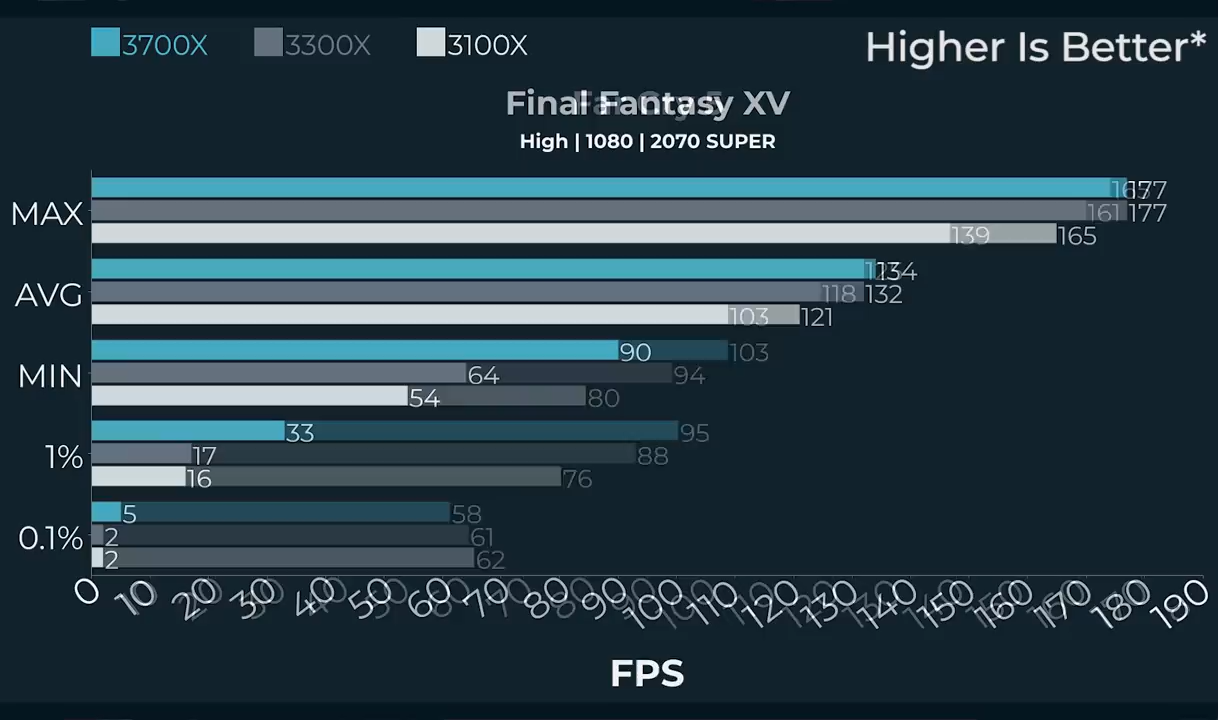 3700X 3300X 3100X
Higher Is Better*
Final Fantasy XV
High | 1080 | 2070 SUPER
MAX
177
161 177
139 165
AVG
134
118 132
103 121
MIN
90 103
64 94
54 80
1%
33 95
17 88
16 76
0.1%
5 58
2 61
2 62
0 10 20 30 40 50 60 70 80 90 100 110 120 130 140 150 160 170 180 190
FPS